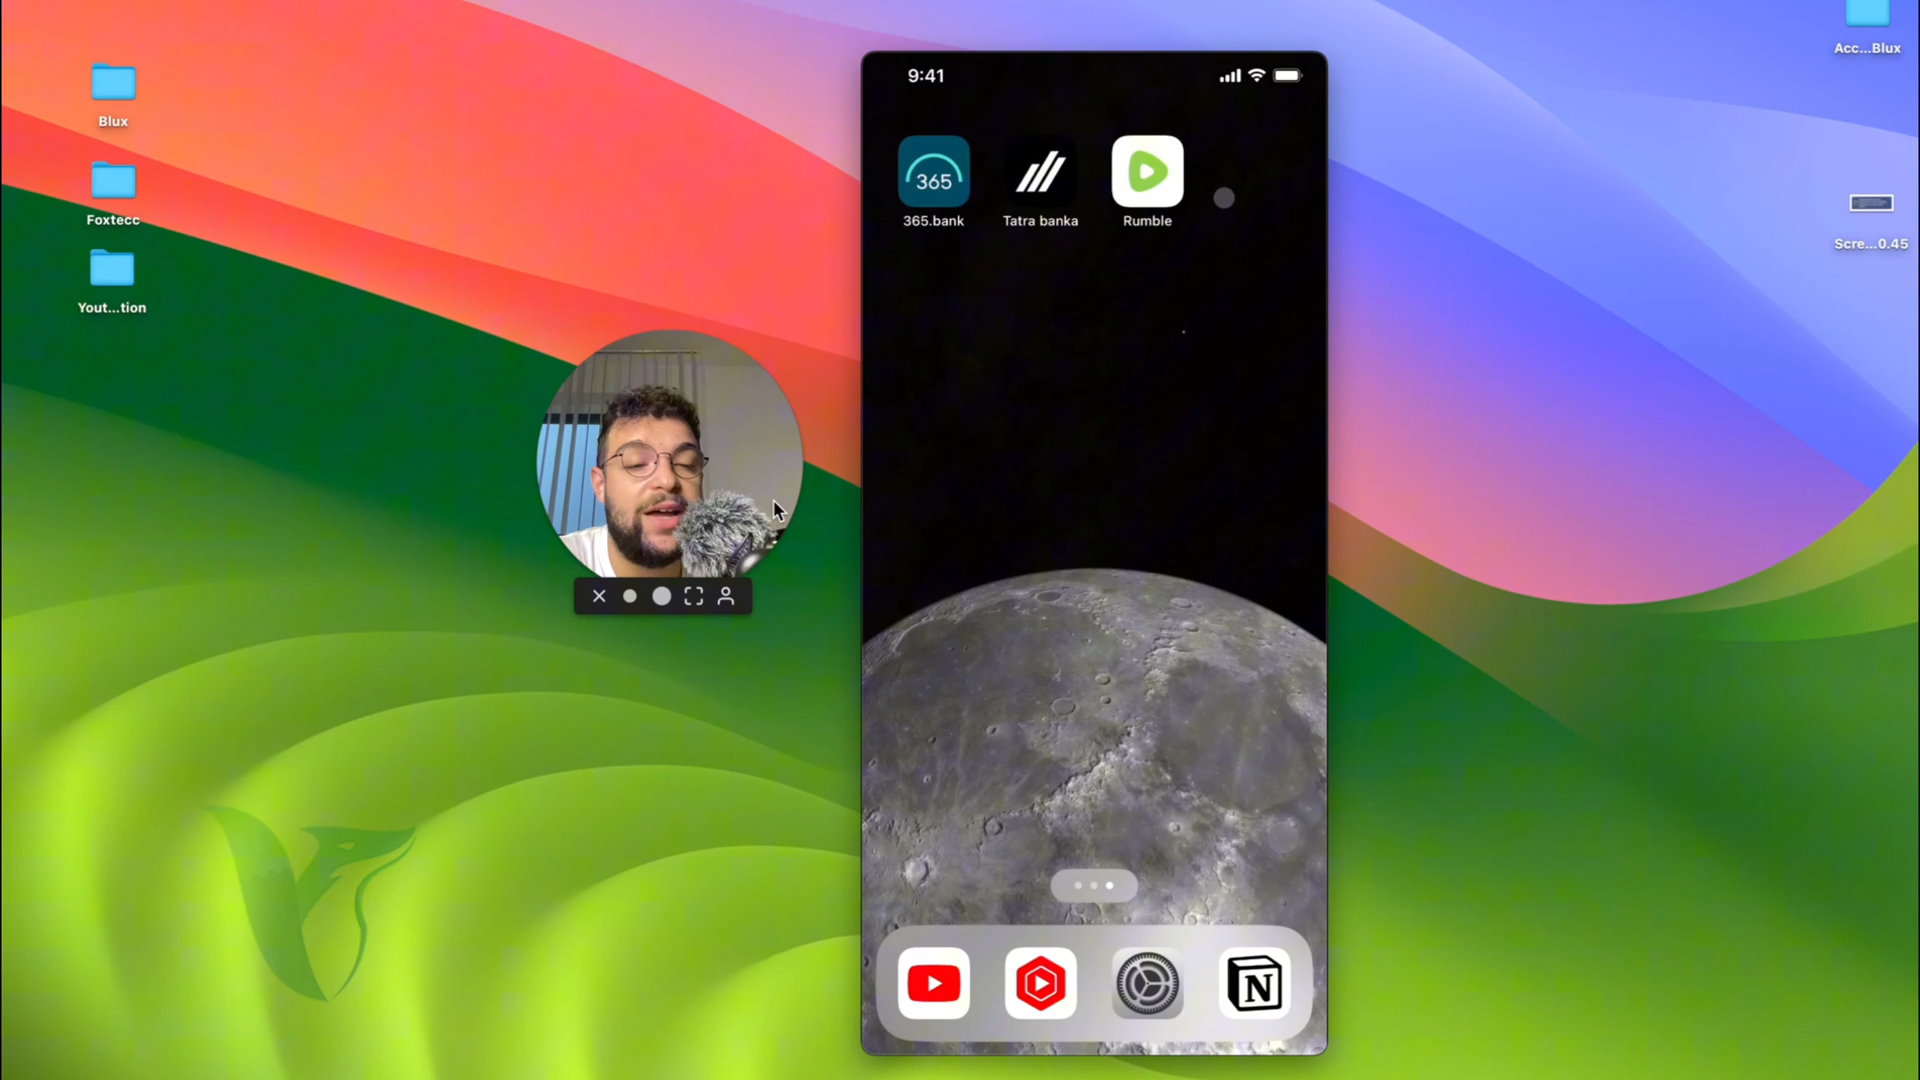 Blux
Foxtecc
Yout...tion
9:41
365
365.bank
Tatra banka
Rumble
N
Acc...Blux
Scre...0.45